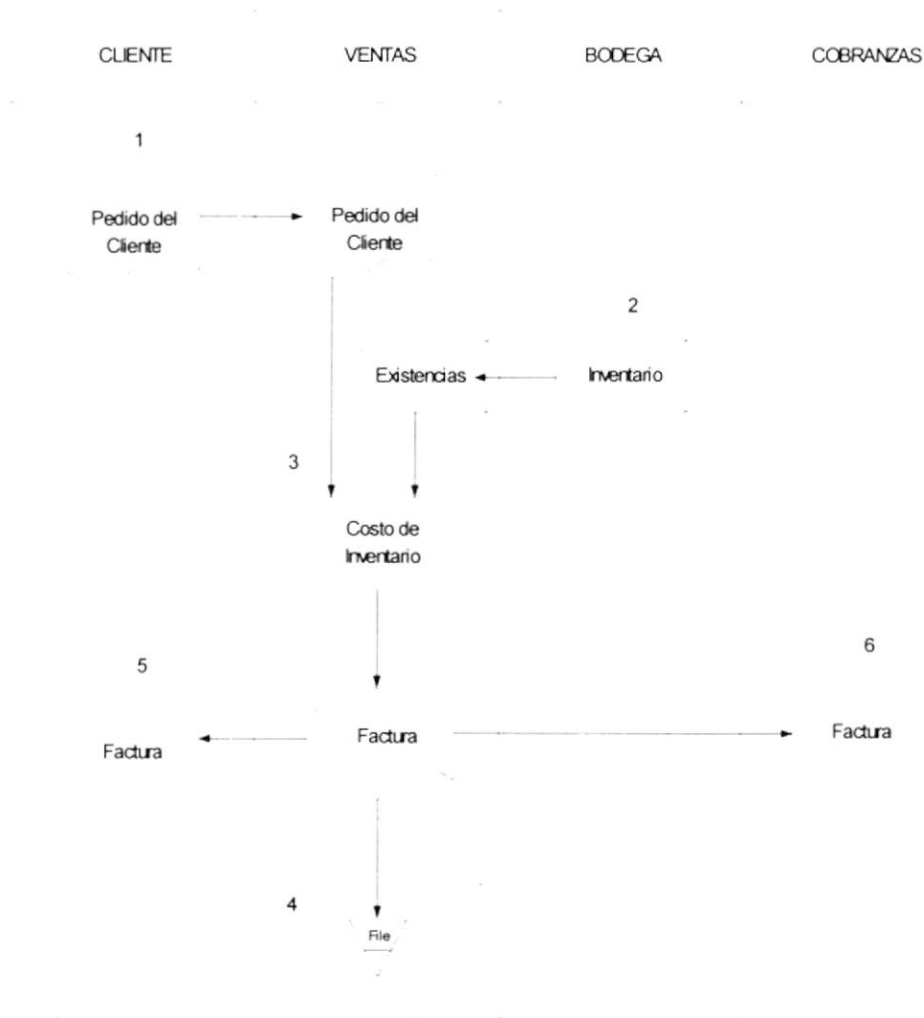 CLIENTE VENTAS BODEGA COBRANZAS
1
Pedido del
Cliente
Pedido del
Cliente
2
Existencias
Inventario
3
Costo de
Inventario
5
6
Factura
Factura
Factura
4
File